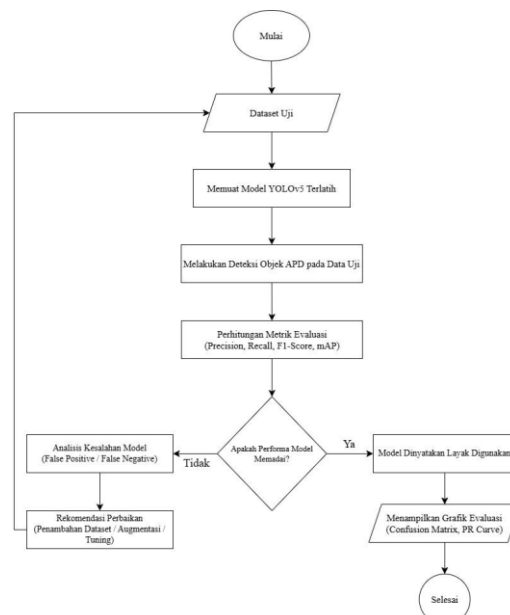 Mulai
Dataset Uji
Memuat Model YOLOv5 Terlatih
Melakukan Deteksi Objek APD pada Data Uji
Perhitungan Metrik Evaluasi
(Precision, Recall, F1-Score, mAP)
Apakah Performa Model
Memadai?
Tidak
Ya
Analisis Kesalahan Model
(False Positive / False Negative)
Rekomendasi Perbaikan
(Penambahan Dataset / Augmentasi /
Tuning)
Model Dinyatakan Layak Digunakan
Menampilkan Grafik Evaluasi
(Confusion Matrix, PR Curve)
Selesai